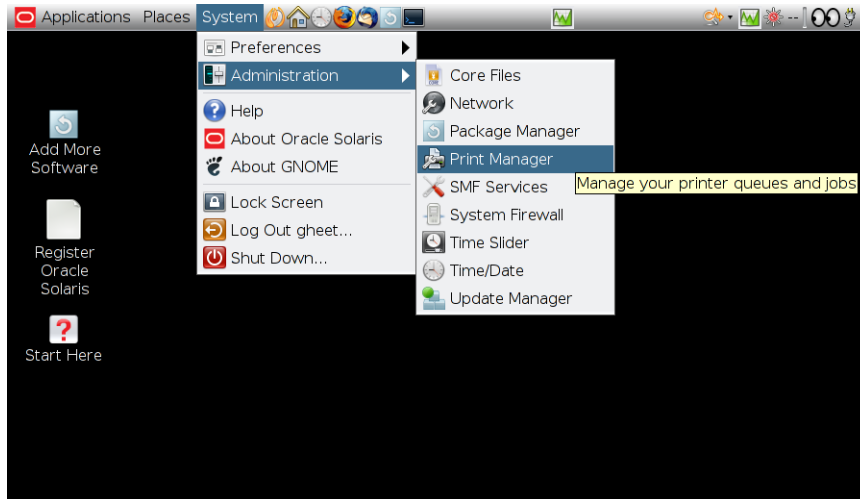 Applications Places System
Preferences
Administration
Help
About Oracle Solaris
About GNOME
Lock Screen
Log Out gheet...
Shut Down...
Core Files
Network
Package Manager
Print Manager
SMF Services
System Firewall
Time Slider
Time/Date
Update Manager
Manage your printer queues and jobs
Add More
Software
Register
Oracle
Solaris
Start Here
--